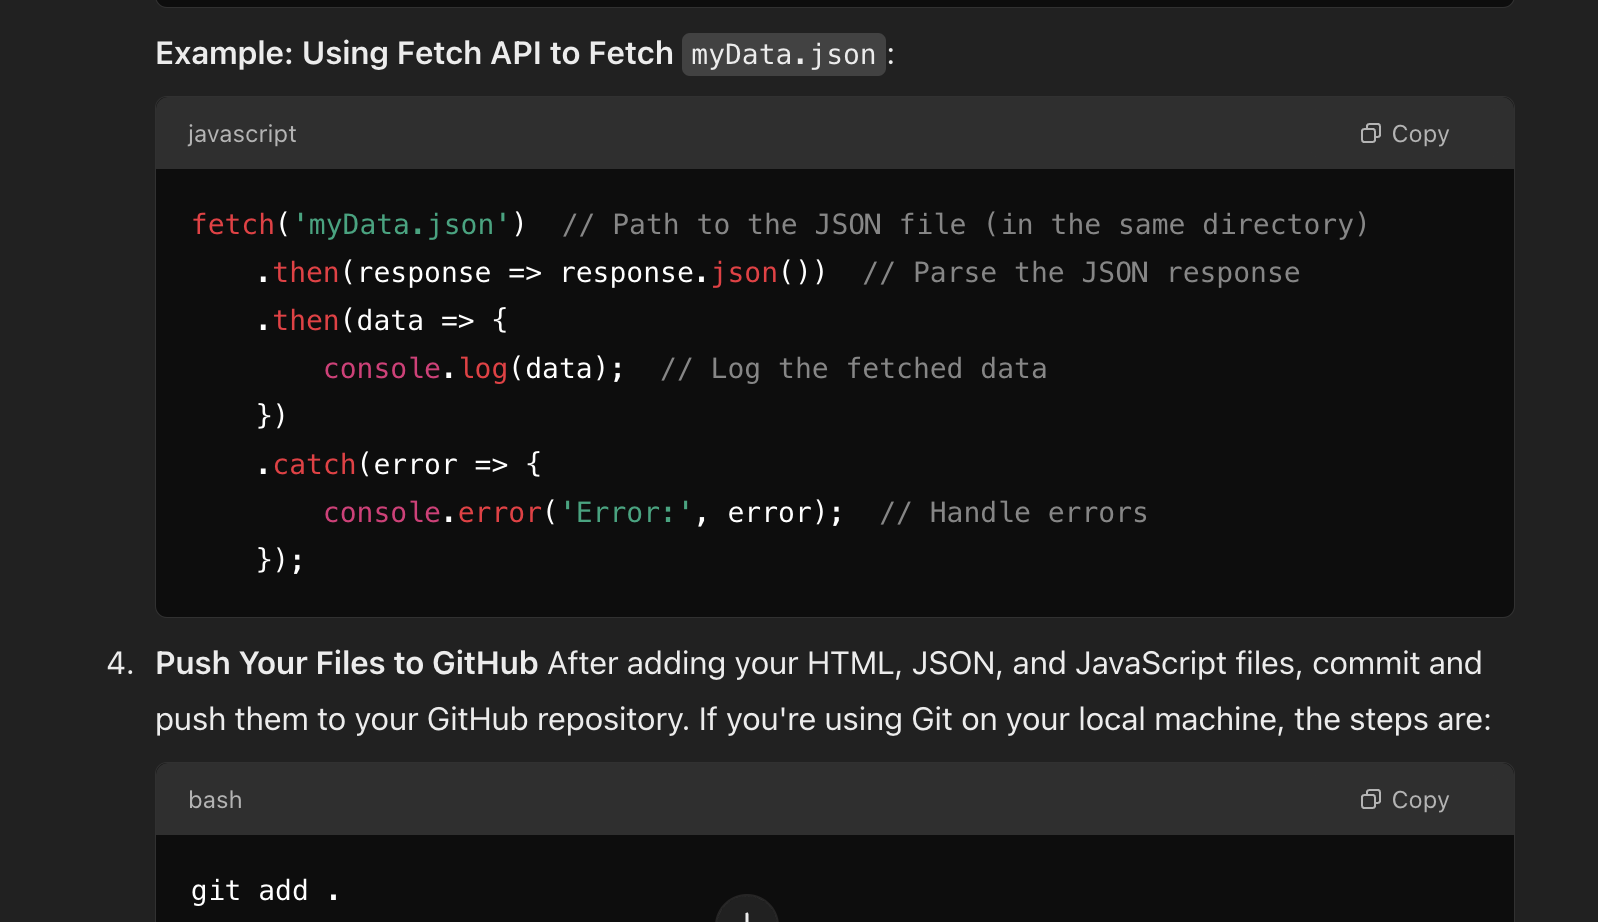 Example: Using Fetch API to Fetch myData.json:
javascript
Copy
fetch('myData.json')  // Path to the JSON file (in the same directory)
    .then(response => response.json())  // Parse the JSON response
    .then(data => {
        console.log(data);  // Log the fetched data
    })
    .catch(error => {
        console.error('Error:', error);  // Handle errors
    });
4. Push Your Files to GitHub After adding your HTML, JSON, and JavaScript files, commit and
push them to your GitHub repository. If you're using Git on your local machine, the steps are:
bash
Copy
git add .